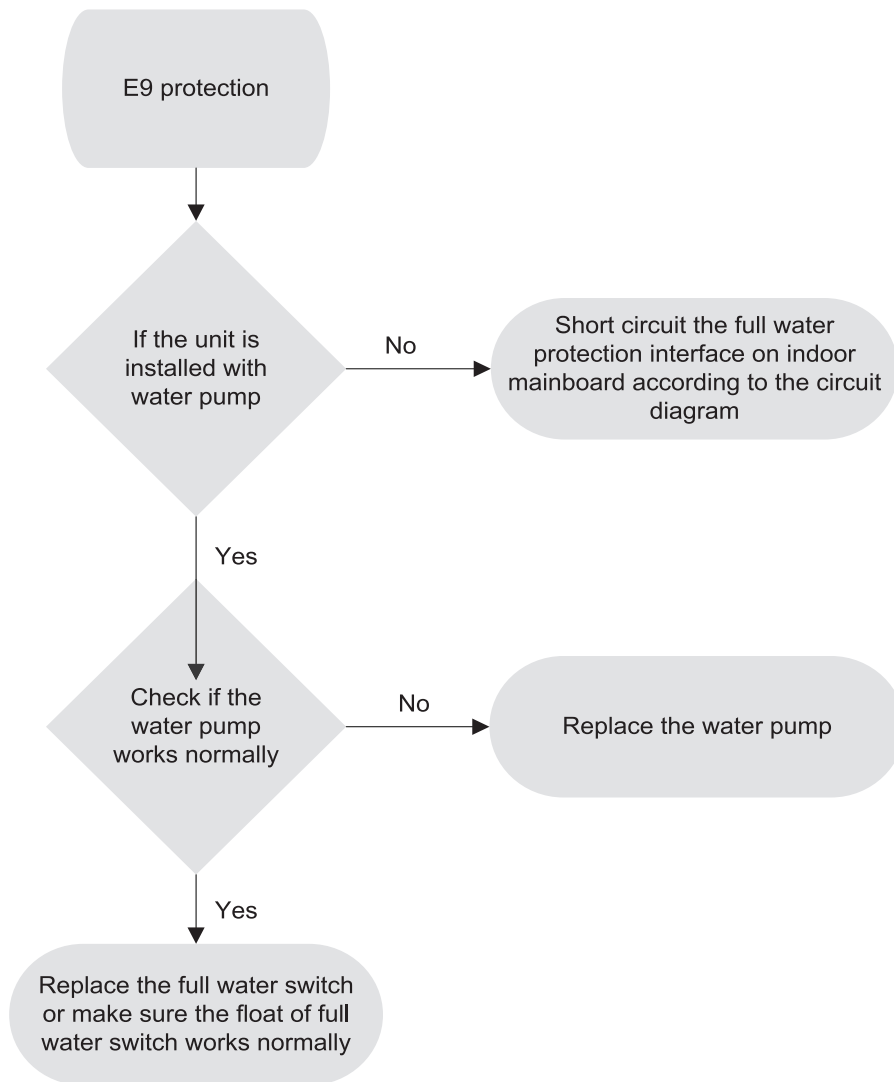 E9 protection
If the unit is
installed with
water pump
No
Short circuit the full water
protection interface on indoor
mainboard according to the circuit
diagram
Yes
Check if the
water pump
works normally
No
Replace the water pump
Yes
Replace the full water switch
or make sure the float of full
water switch works normally